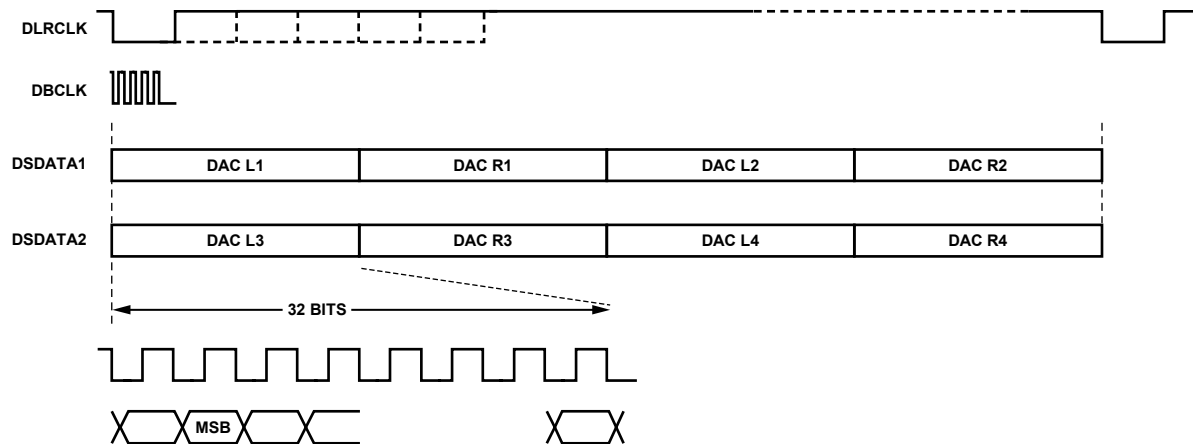 DLRCLK
DBCLK
DSDATA1 DAC L1 DAC R1 DAC L2 DAC R2
DSDATA2 DAC L3 DAC R3 DAC L4 DAC R4
32 BITS
MSB